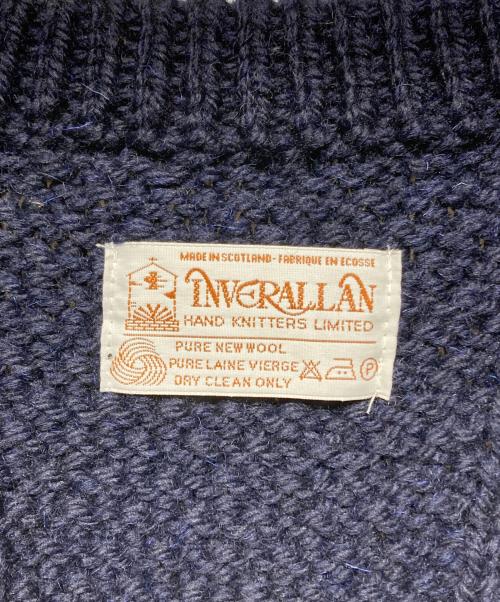 MADE IN SCOTLAND - FABRIQUE EN ECOSSE
INVERALLAN
HAND KNITTERS LIMITED
PURE NEW WOOL
PURE LAINE VIERGE
DRY CLEAN ONLY
P